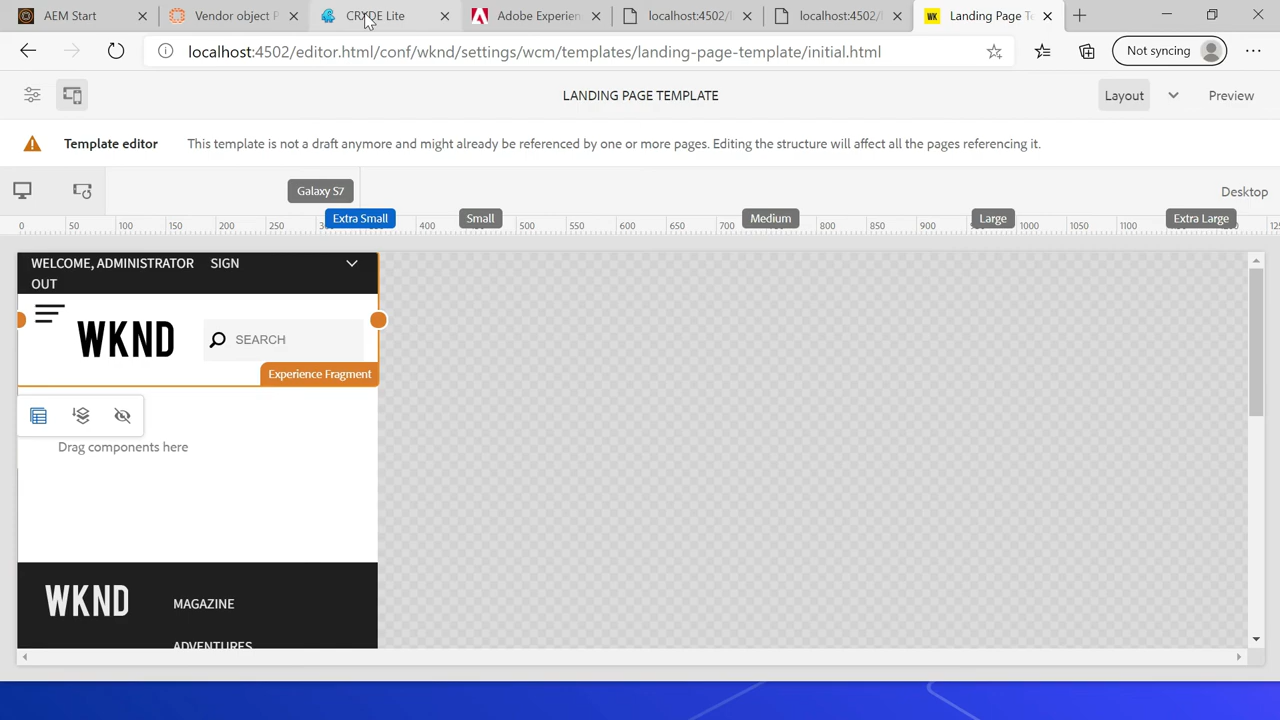 AEM Start
Vendor object P
CRXDE Lite
Adobe Experien
localhost:4502/l
localhost:4502/
Landing Page Te
localhost:4502/editor.html/conf/wknd/settings/wcm/templates/landing-page-template/initial.html
Not syncing
LANDING PAGE TEMPLATE
Layout
Preview
Template editor
This template is not a draft anymore and might already be referenced by one or more pages. Editing the structure will affect all the pages referencing it.
Galaxy S7
Desktop
Extra Small
Small
Medium
Large
Extra Large
0 50 100 150 200 250 300 400 450 500 550 600 650 700 750 800 850 900 950 1000 1050 1100 1150
WELCOME, ADMINISTRATOR SIGN
OUT
WKND
SEARCH
Experience Fragment
Drag components here
WKND
MAGAZINE
ADVENTURES